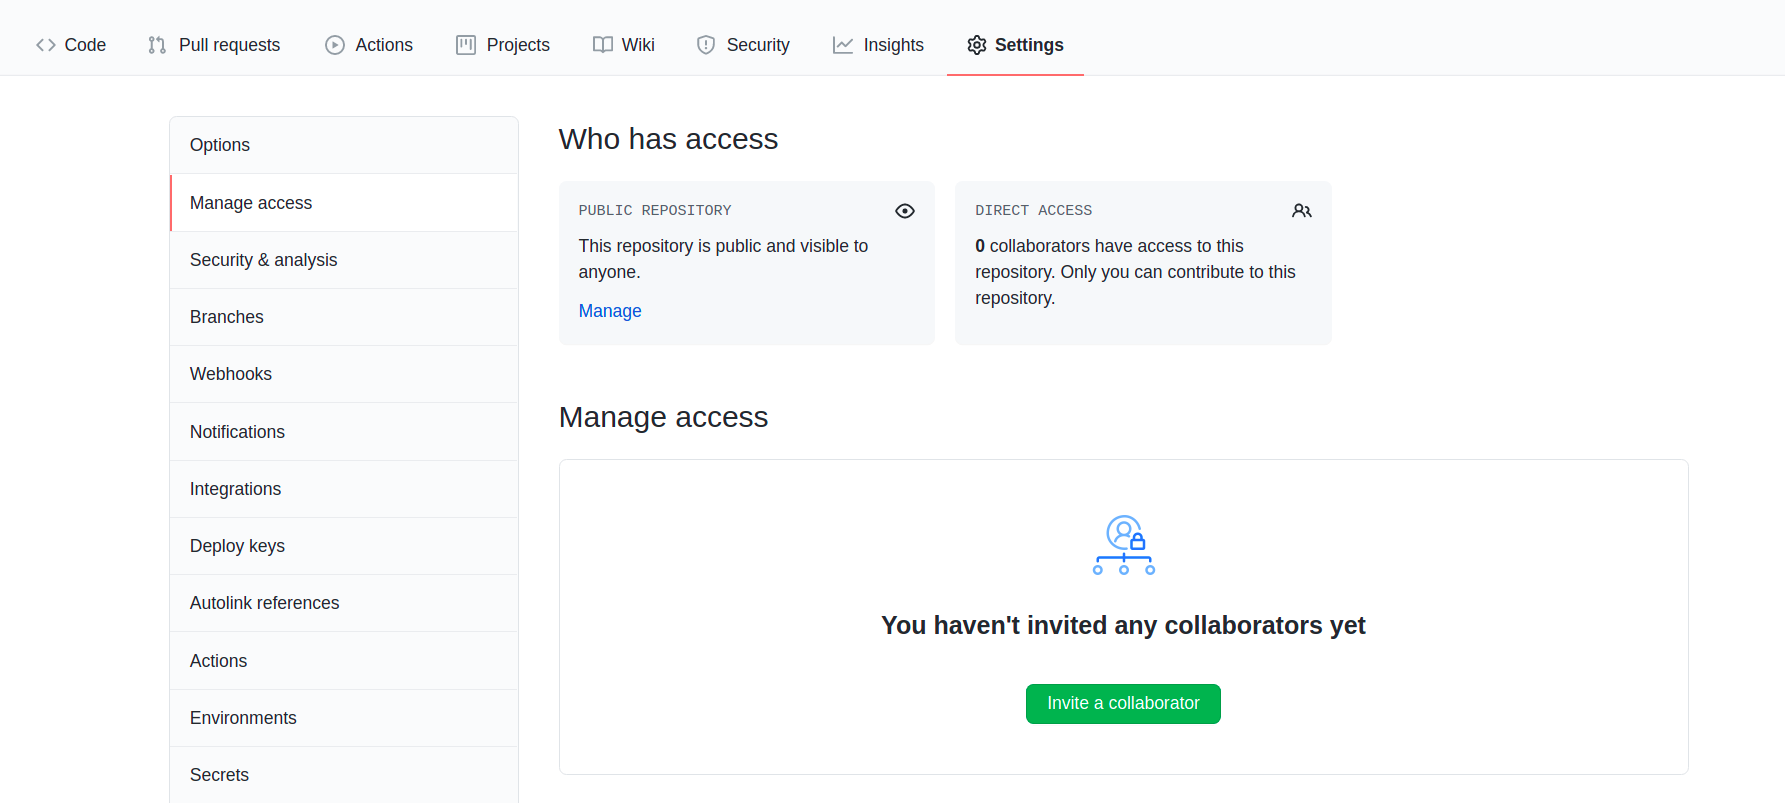 Code
Pull requests
Actions
Projects
Wiki
Security
Insights
Settings
Options
Manage access
Security & analysis
Branches
Webhooks
Notifications
Integrations
Deploy keys
Autolink references
Actions
Environments
Secrets
Who has access
PUBLIC REPOSITORY
This repository is public and visible to
anyone.
Manage
DIRECT ACCESS
0 collaborators have access to this
repository. Only you can contribute to this
repository.
Manage access
You haven't invited any collaborators yet
Invite a collaborator